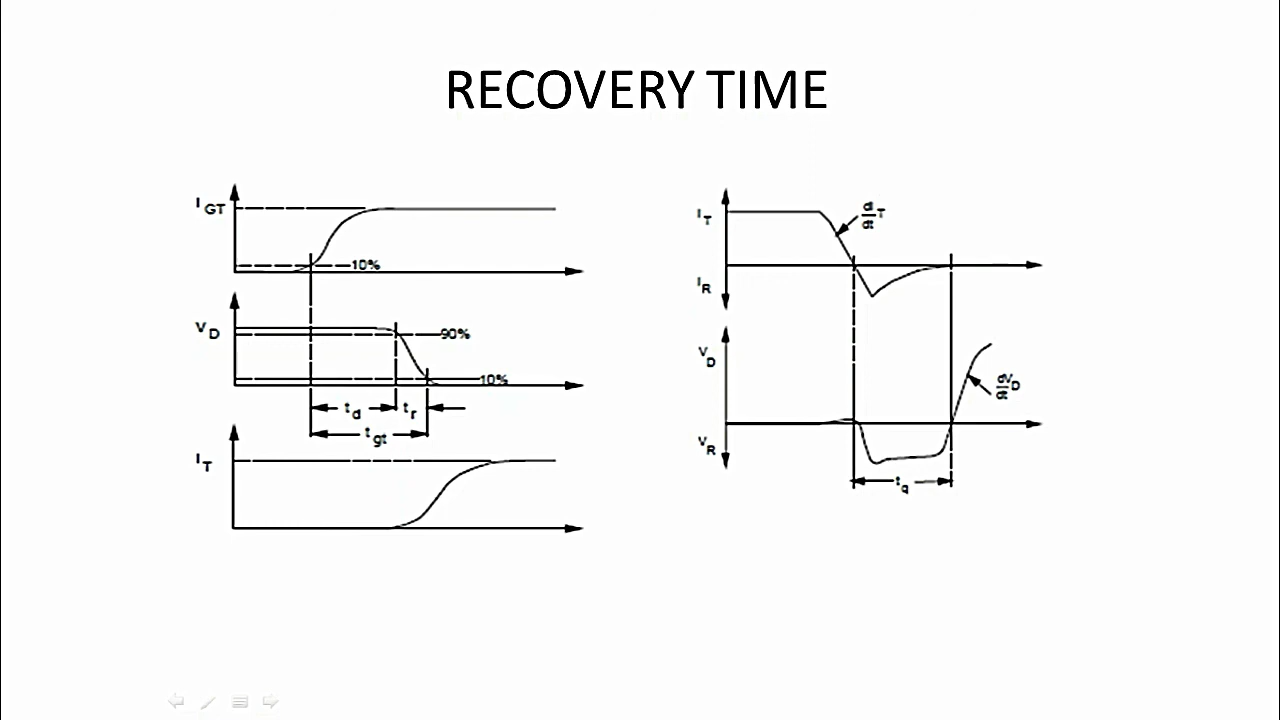 RECOVERY TIME
I GT
10%
V D
90%
10%
t d
t r
t gt
I T
I T
dI/dt T
I R
V D
dV D/dt
V R
t q